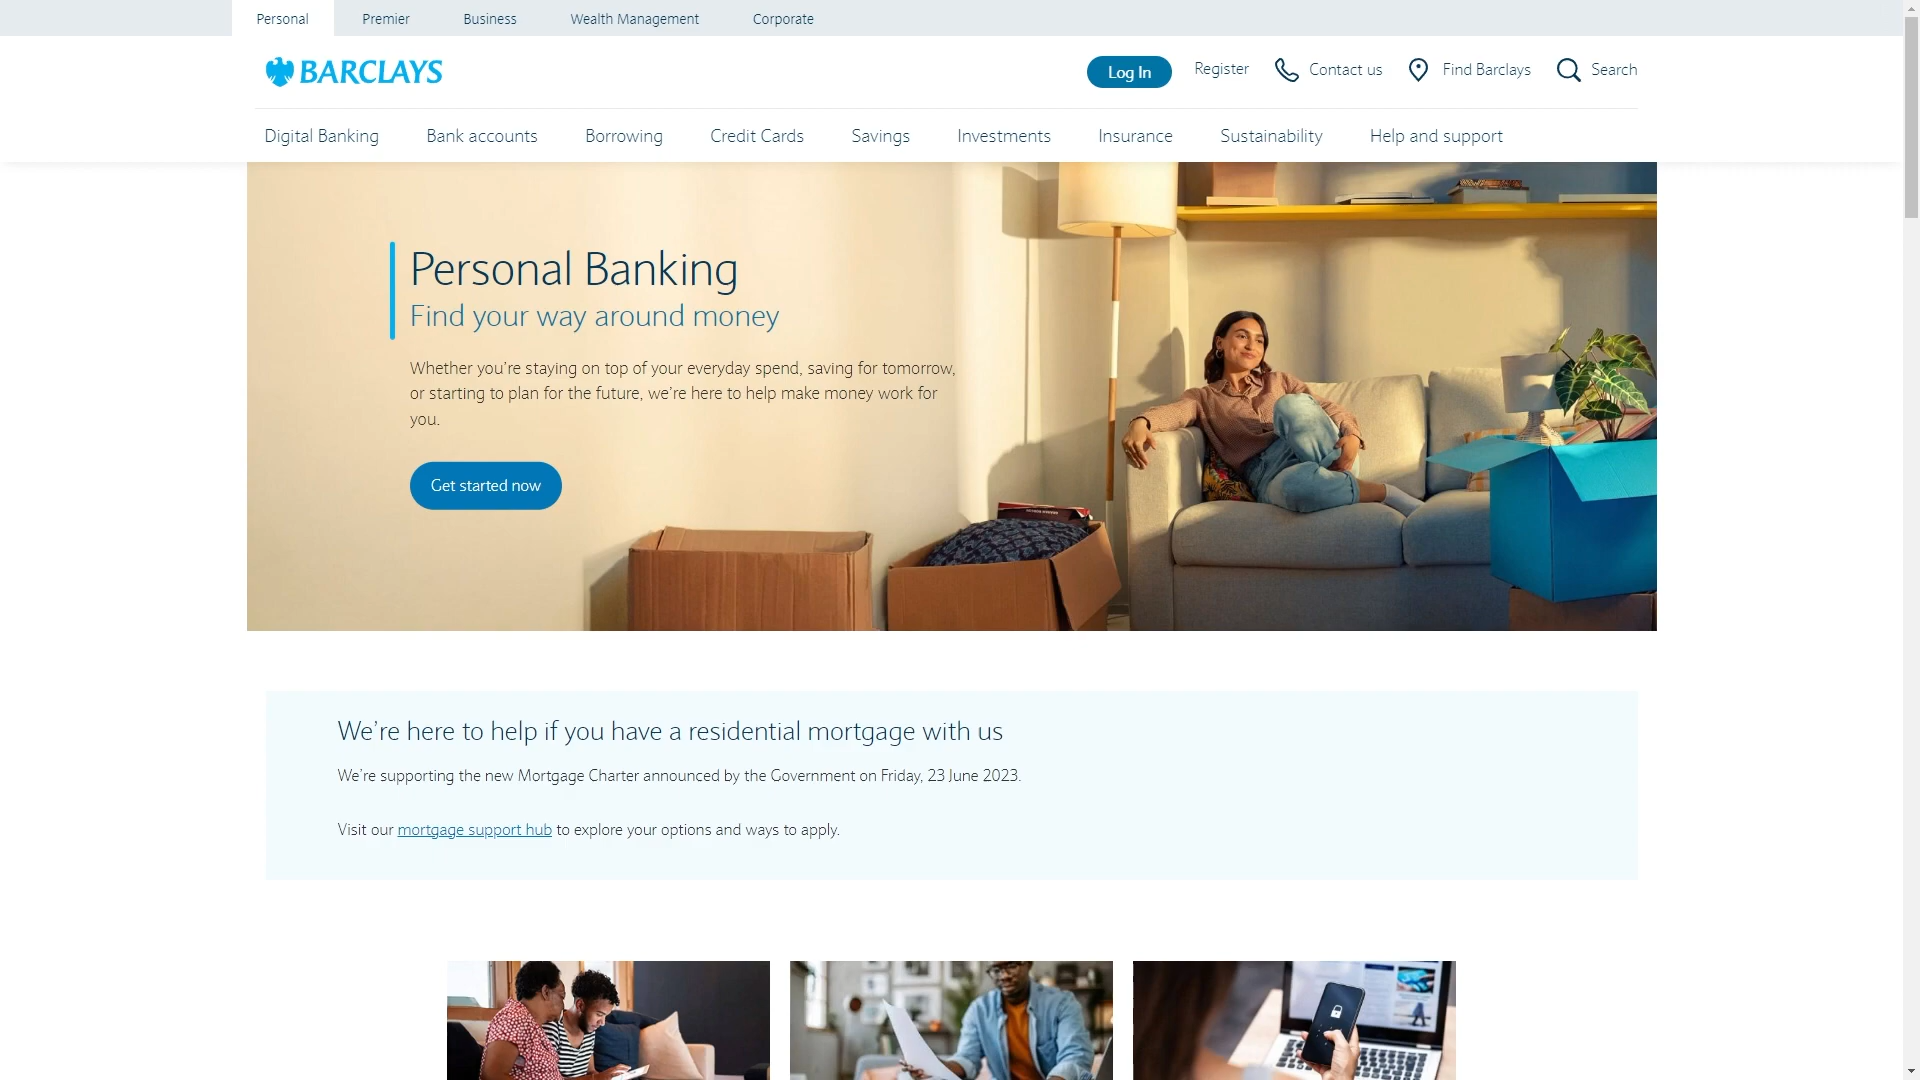 Personal
Premier
Business
Wealth Management
Corporate
BARCLAYS
Log In
Register
Contact us
Find Barclays
Search
Digital Banking
Bank accounts
Borrowing
Credit Cards
Savings
Investments
Insurance
Sustainability
Help and support
Personal Banking
Find your way around money
Whether you’re staying on top of your everyday spend, saving for tomorrow,
or starting to plan for the future, we’re here to help make money work for
you.
Get started now
We’re here to help if you have a residential mortgage with us
We’re supporting the new Mortgage Charter announced by the Government on Friday, 23 June 2023.
Visit our mortgage support hub to explore your options and ways to apply.